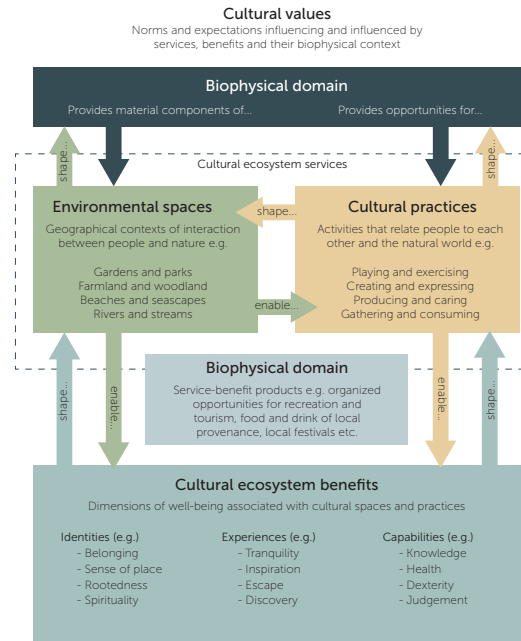 Cultural values
Norms and expectations influencing and influenced by
services, benefits and their biophysical context
Biophysical domain
Provides material components of...
Provides opportunities for...
shape...
shape...
Cultural ecosystem services
Environmental spaces
Geographical contexts of interaction
between people and nature e.g.
Gardens and parks
Farmland and woodland
Beaches and seascapes
Rivers and streams
shape...
enable...
Cultural practices
Activities that relate people to each
other and the natural world e.g.
Playing and exercising
Creating and expressing
Producing and caring
Gathering and consuming
shape...
enable...
Biophysical domain
Service-benefit products e.g. organized
opportunities for recreation and
tourism, food and drink of local
provenance, local festivals etc.
enable...
shape...
Cultural ecosystem benefits
Dimensions of well-being associated with cultural spaces and practices
Identities (e.g.)
- Belonging
- Sense of place
- Rootedness
- Spirituality
Experiences (e.g.)
- Tranquility
- Inspiration
- Escape
- Discovery
Capabilities (e.g.)
- Knowledge
- Health
- Dexterity
- Judgement